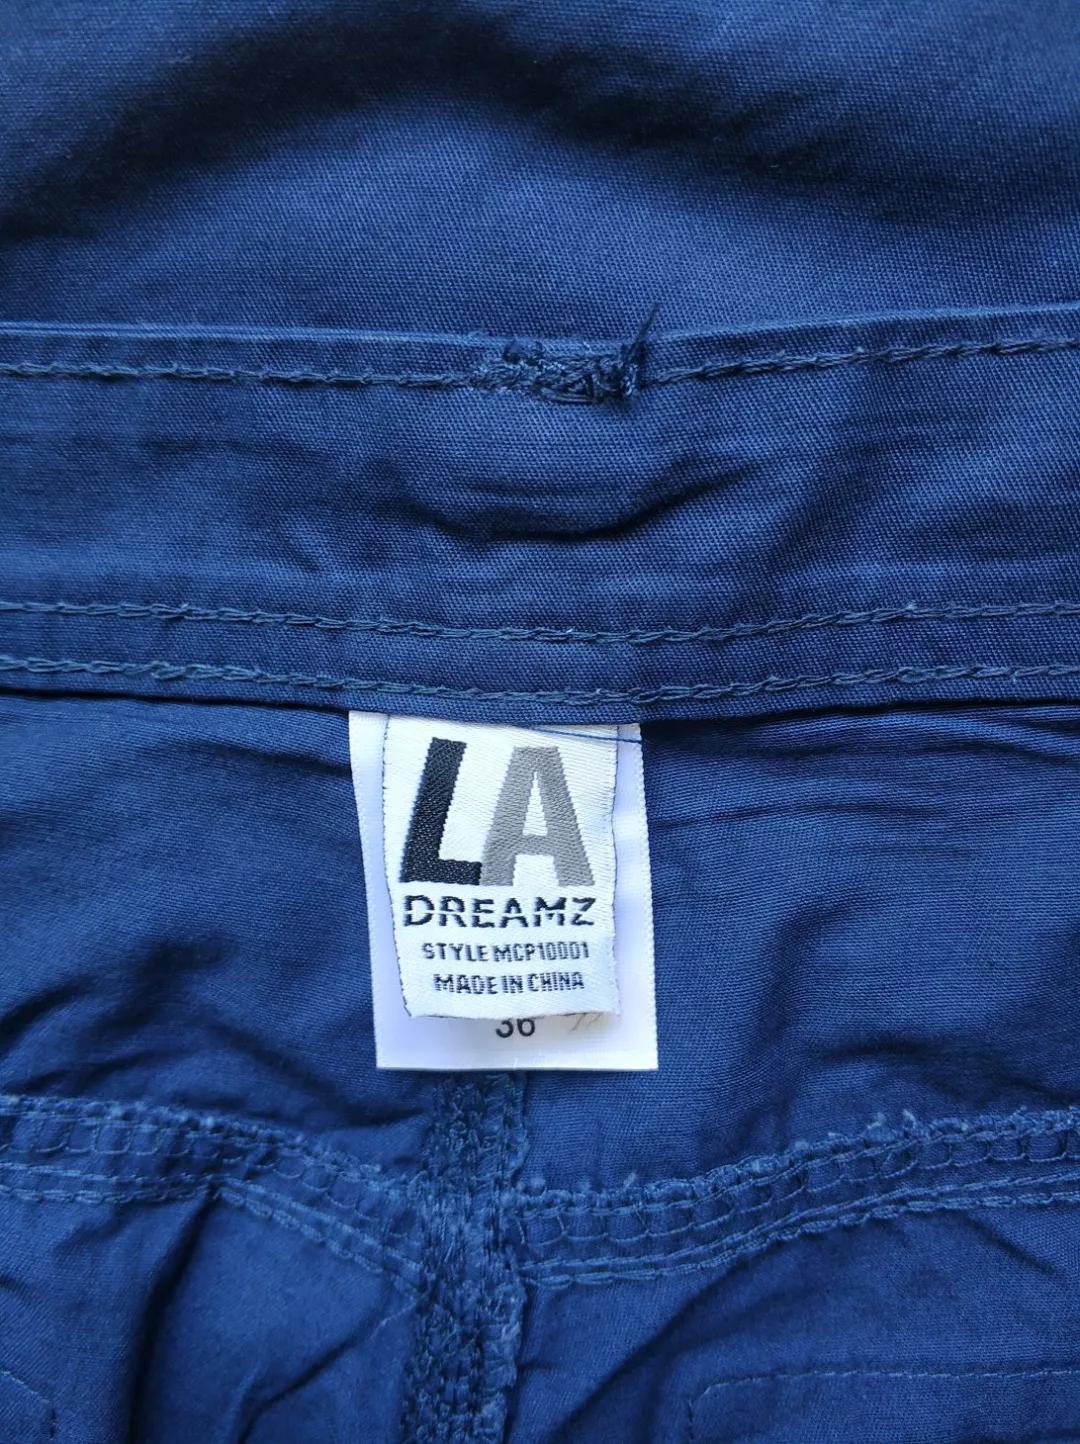 LA
DREAMZ
STYLE MCP10001
MADE IN CHINA
36